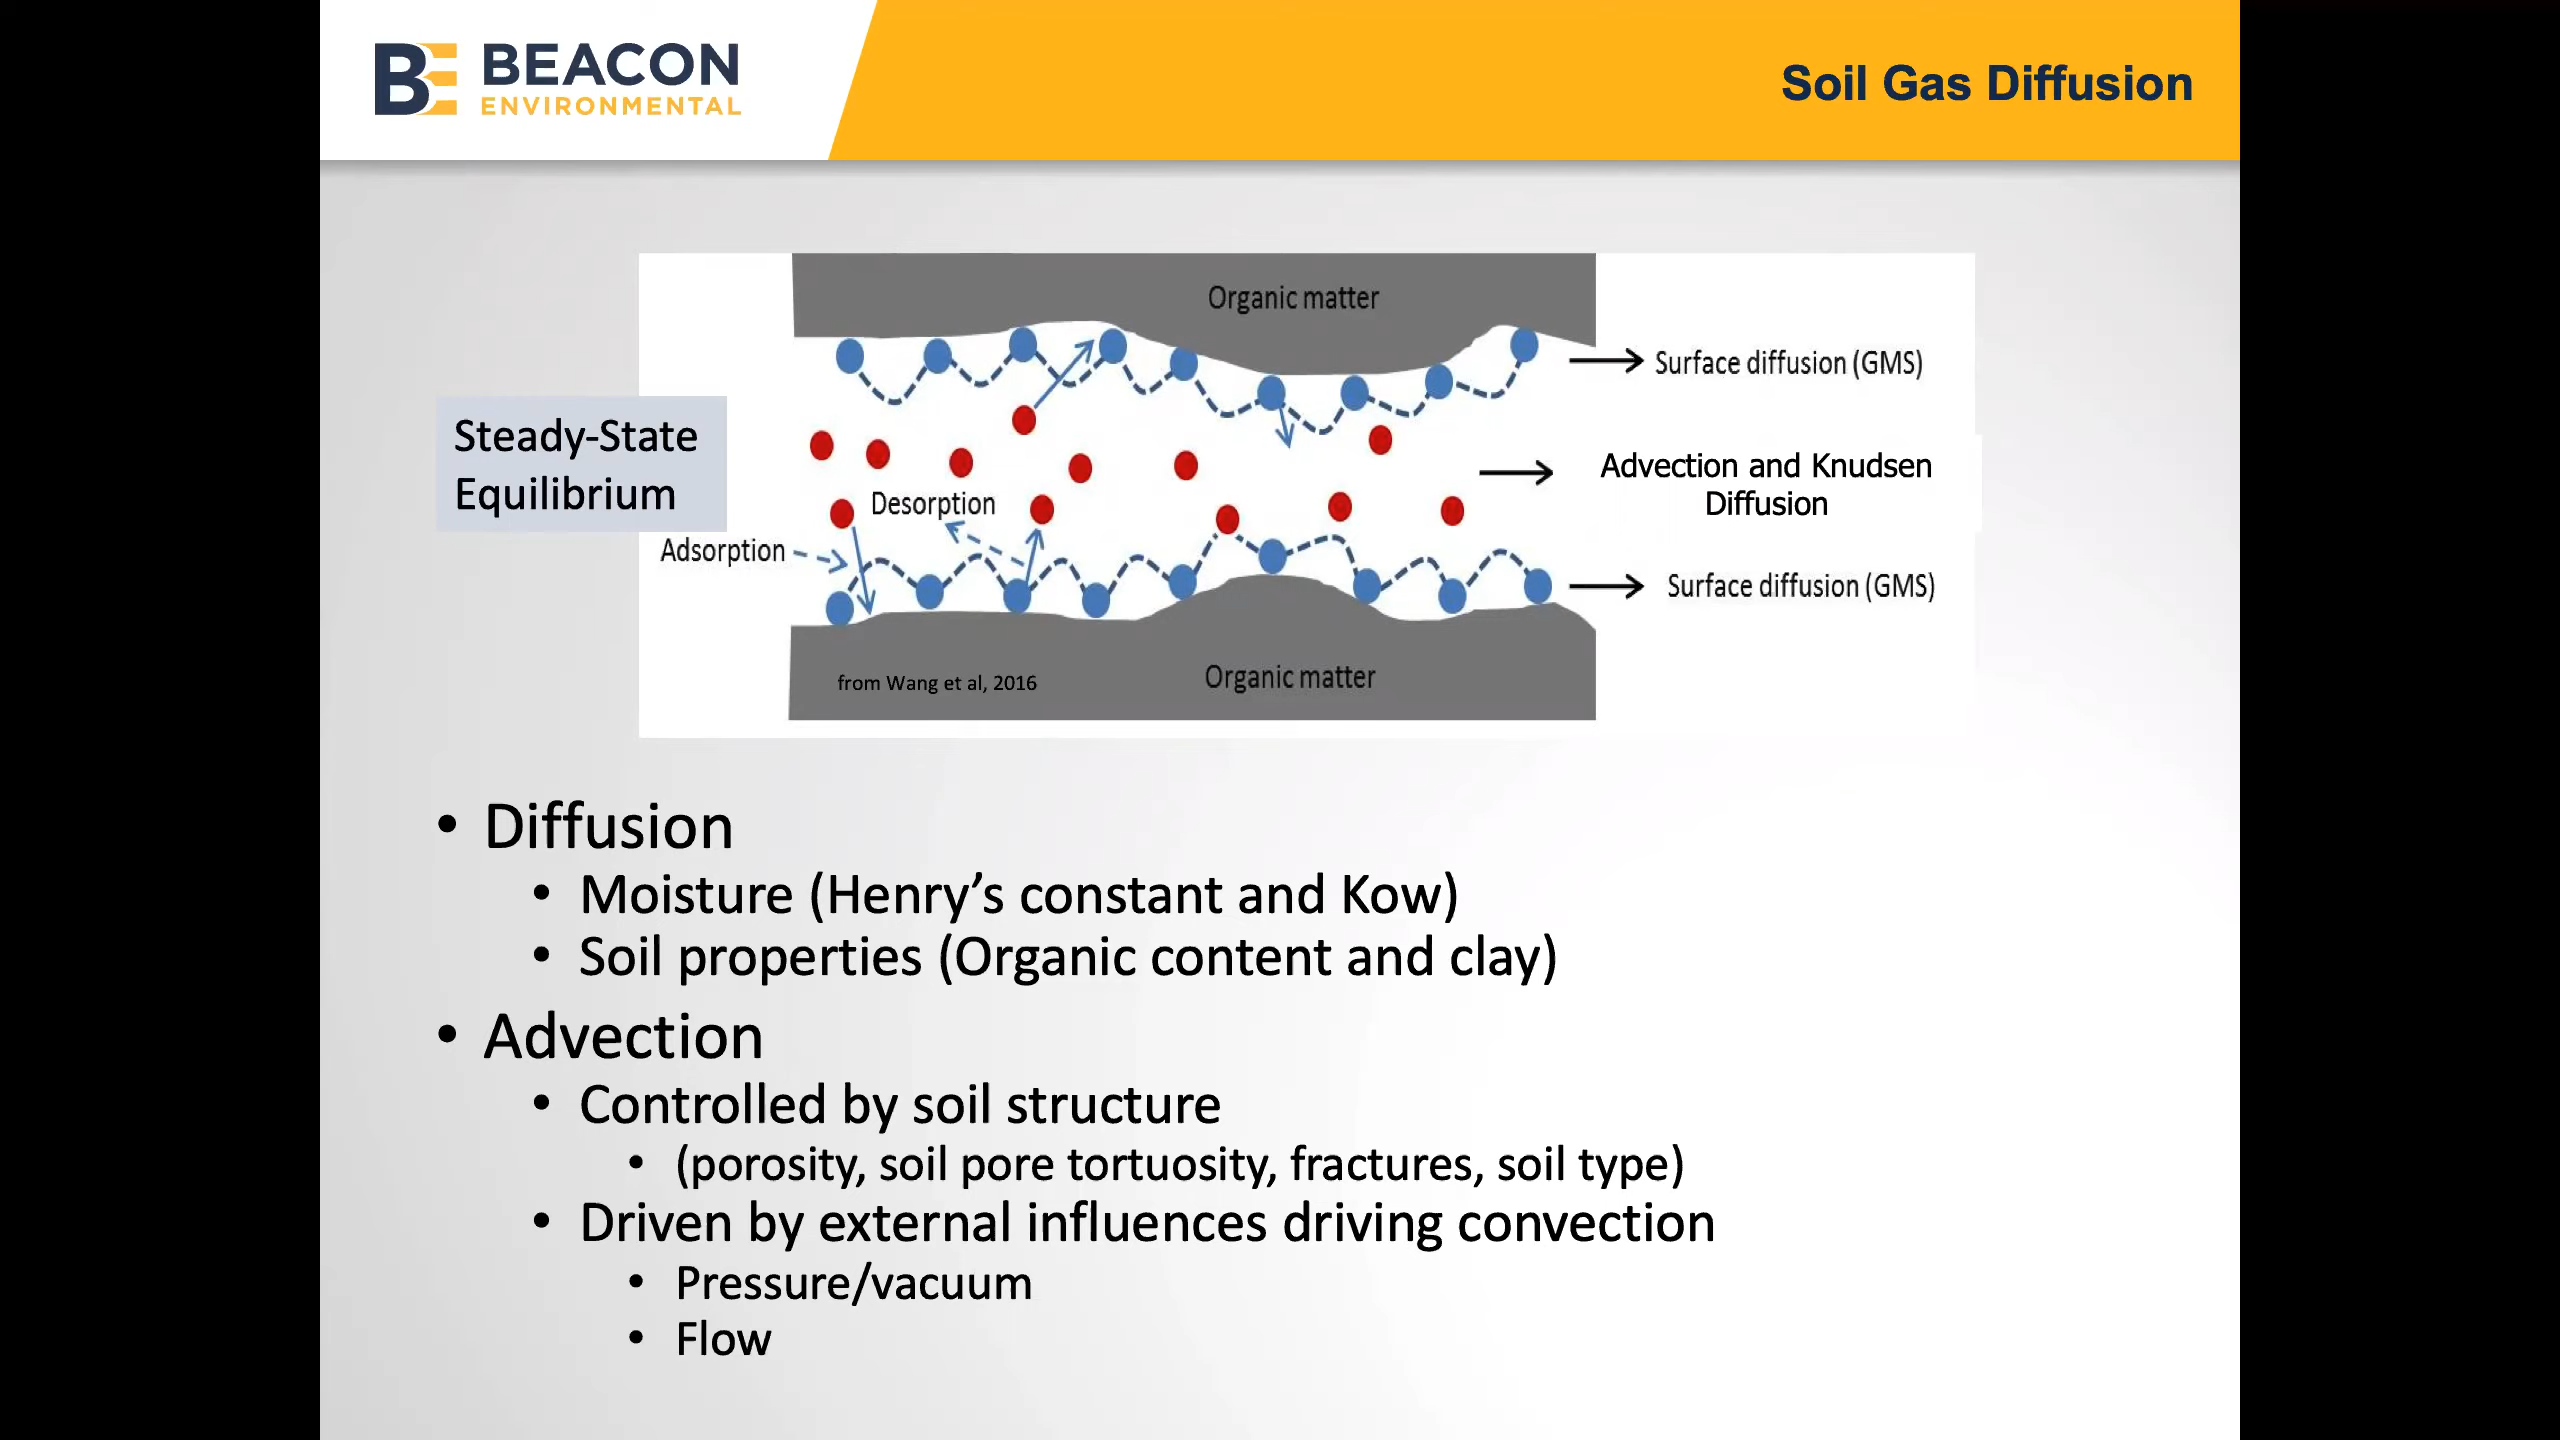 BE BEACON
ENVIRONMENTAL
Soil Gas Diffusion
Organic matter
Surface diffusion (GMS)
Steady-State
Equilibrium
Advection and Knudsen
Diffusion
Desorption
Adsorption
Surface diffusion (GMS)
from Wang et al, 2016
Organic matter
• Diffusion
• Moisture (Henry’s constant and Kow)
• Soil properties (Organic content and clay)
• Advection
• Controlled by soil structure
• (porosity, soil pore tortuosity, fractures, soil type)
• Driven by external influences driving convection
• Pressure/vacuum
• Flow